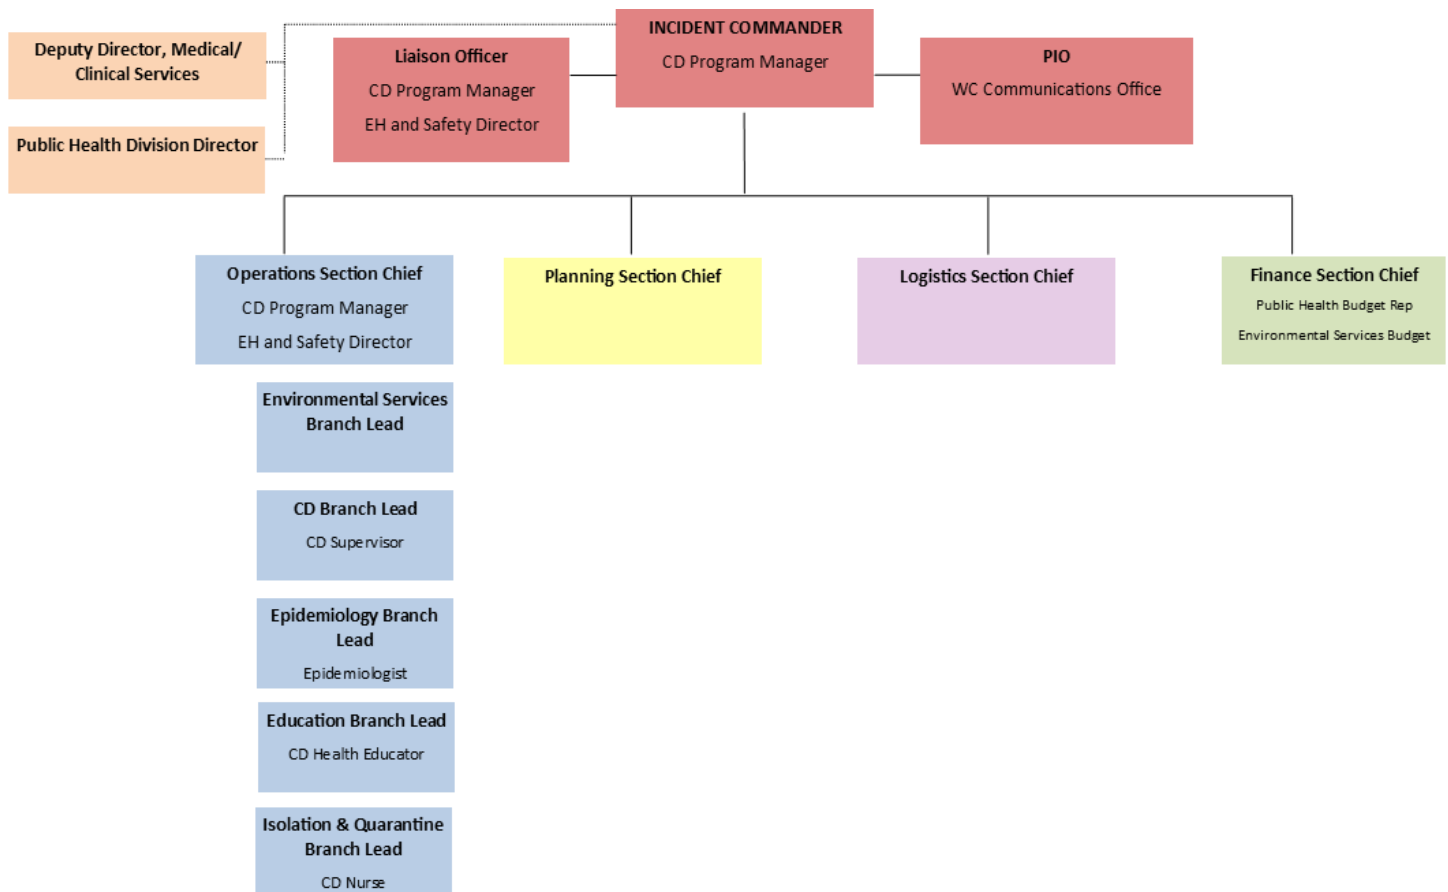 Deputy Director, Medical/
Clinical Services
Public Health Division Director
Liaison Officer
CD Program Manager
EH and Safety Director
INCIDENT COMMANDER
CD Program Manager
PIO
WC Communications Office
Operations Section Chief
CD Program Manager
EH and Safety Director
Planning Section Chief
Logistics Section Chief
Finance Section Chief
Public Health Budget Rep
Environmental Services Budget
Environmental Services
Branch Lead
CD Branch Lead
CD Supervisor
Epidemiology Branch
Lead
Epidemiologist
Education Branch Lead
CD Health Educator
Isolation & Quarantine
Branch Lead
CD Nurse